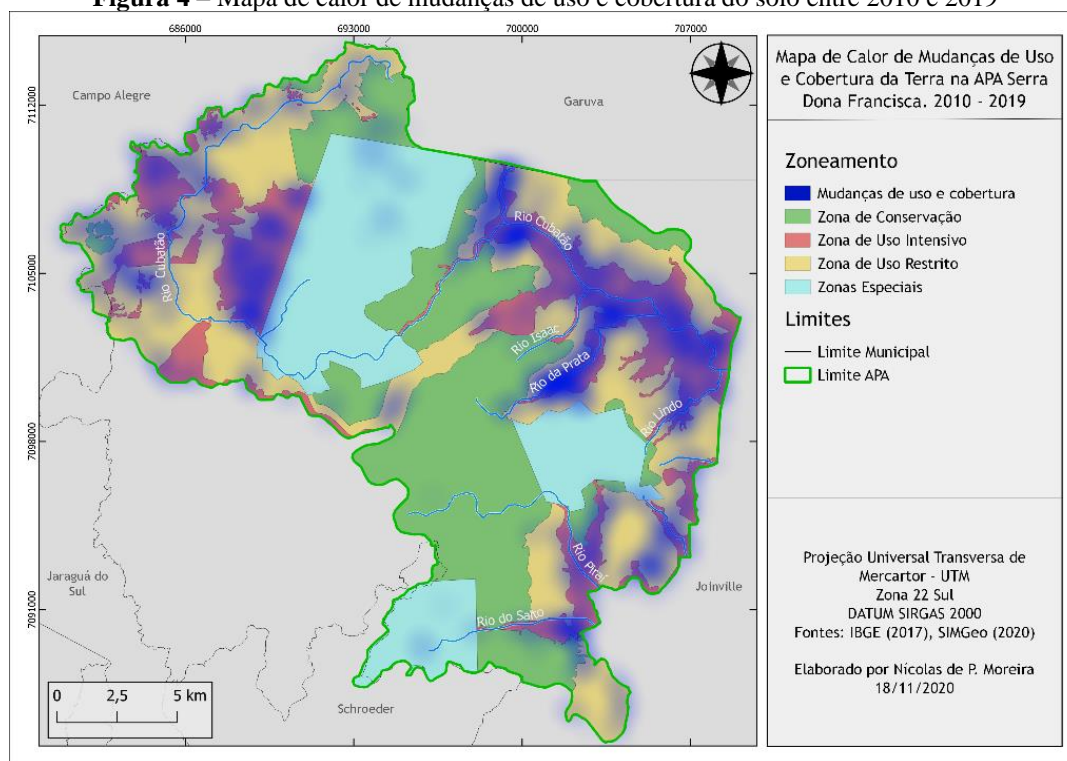 Figura 4 – Mapa de calor de mudanças de uso e cobertura do solo entre 2010 e 2019
686000
693000
700000
707000
7112000
7105000
7098000
7091000
Campo Alegre
Garuva
Rio Cubatão
Rio Cubatão
Rio Isaac
Rio da Prata
Rio Lindo
Rio Piraí
Rio do Salto
Jaraguá do
Sul
Joinville
Schroeder
0 2,5 5 km
Mapa de Calor de Mudanças de Uso
e Cobertura da Terra na APA Serra
Dona Francisca. 2010 - 2019
Zoneamento
Mudanças de uso e cobertura
Zona de Conservação
Zona de Uso Intensivo
Zona de Uso Restrito
Zonas Especiais
Limites
Limite Municipal
Limite APA
Projeção Universal Transversa de
Mercartor - UTM
Zona 22 Sul
DATUM SIRGAS 2000
Fontes: IBGE (2017), SIMGeo (2020)
Elaborado por Nícolas de P. Moreira
18/11/2020